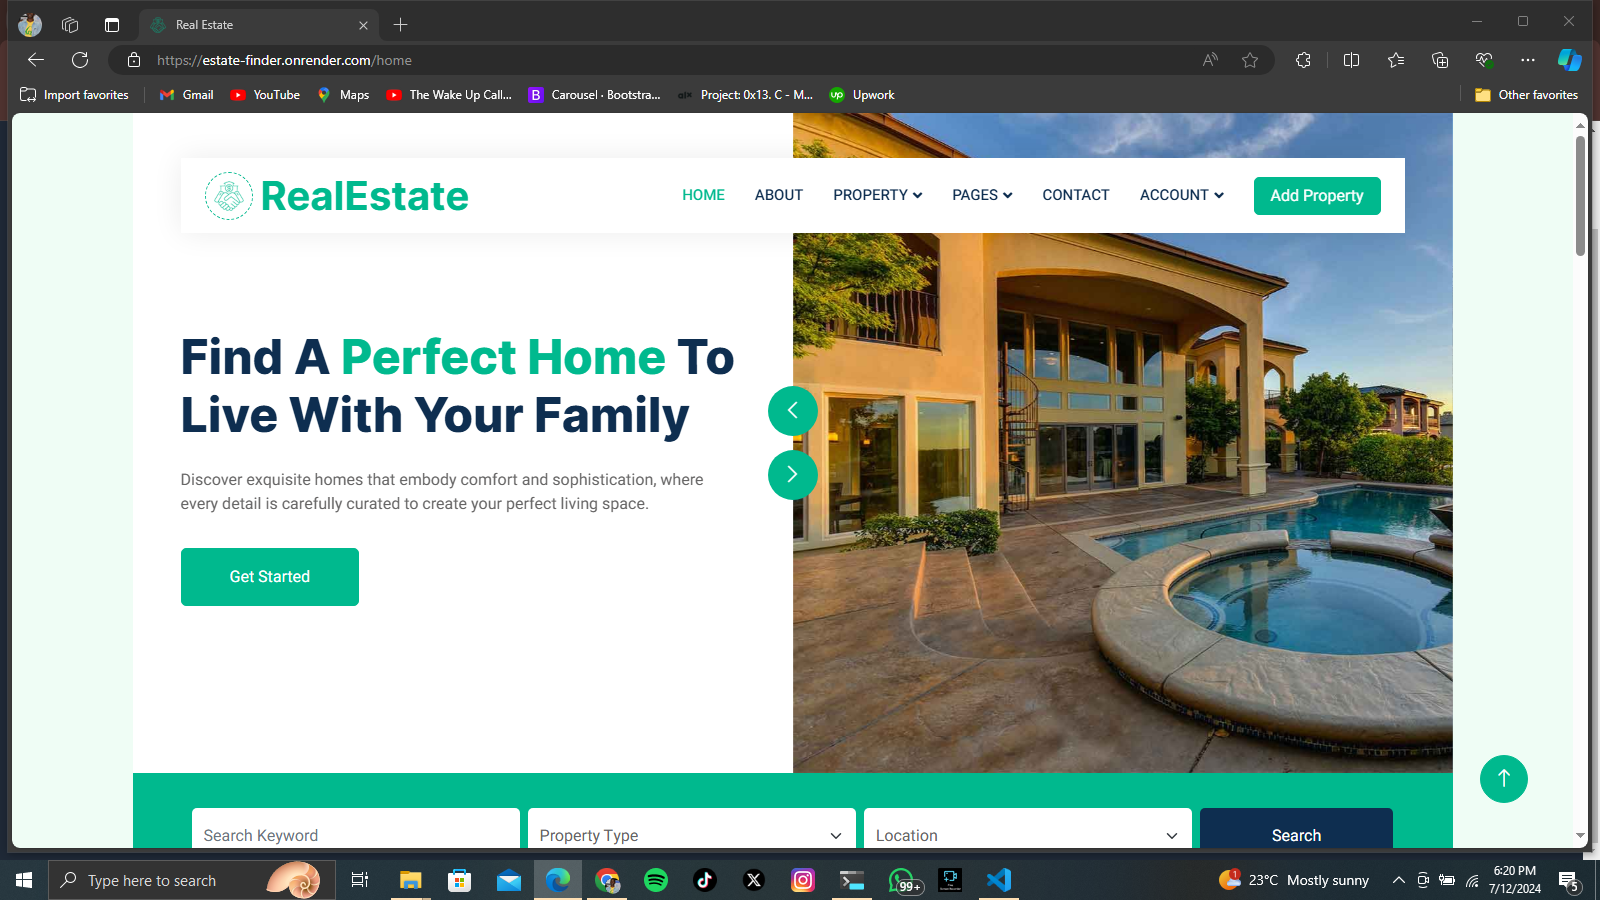 Real Estate
https://estate-finder.onrender.com/home
Import favorites
Gmail
YouTube
Maps
The Wake Up Call...
B
Carousel · Bootstra...
Project: 0x13. C - M...
up
Upwork
Other favorites
RealEstate
HOME
ABOUT
PROPERTY
PAGES
CONTACT
ACCOUNT
Add Property
Find A Perfect Home To
Live With Your Family
Discover exquisite homes that embody comfort and sophistication, where
every detail is carefully curated to create your perfect living space.
Get Started
Search Keyword
Property Type
Location
Search
Type here to search
99+
1
23°C Mostly sunny
6:20 PM
7/12/2024
5